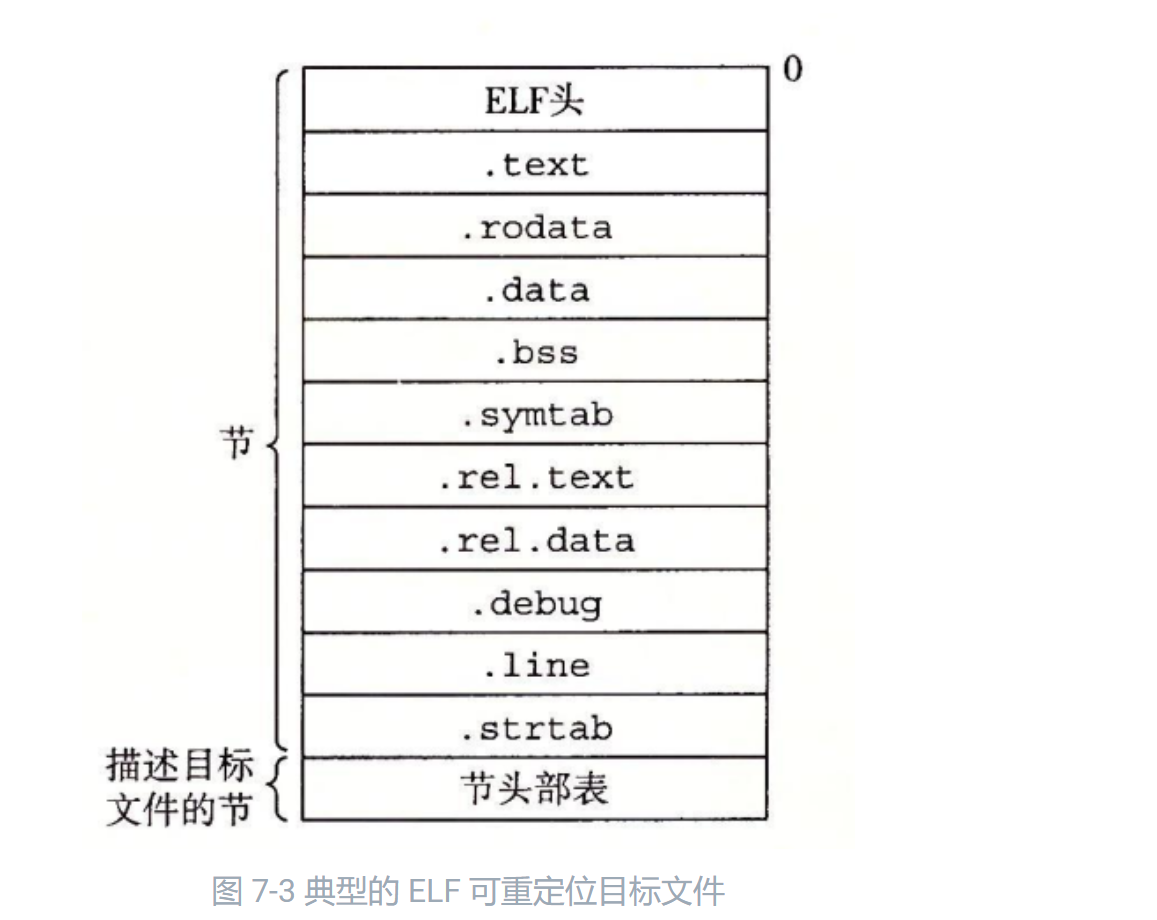 0
ELF头
.text
.rodata
.data
.bss
.symtab
节
.rel.text
.rel.data
.debug
.line
.strtab
描述目标
文件的节
节头部表
图 7-3 典型的 ELF 可重定位目标文件